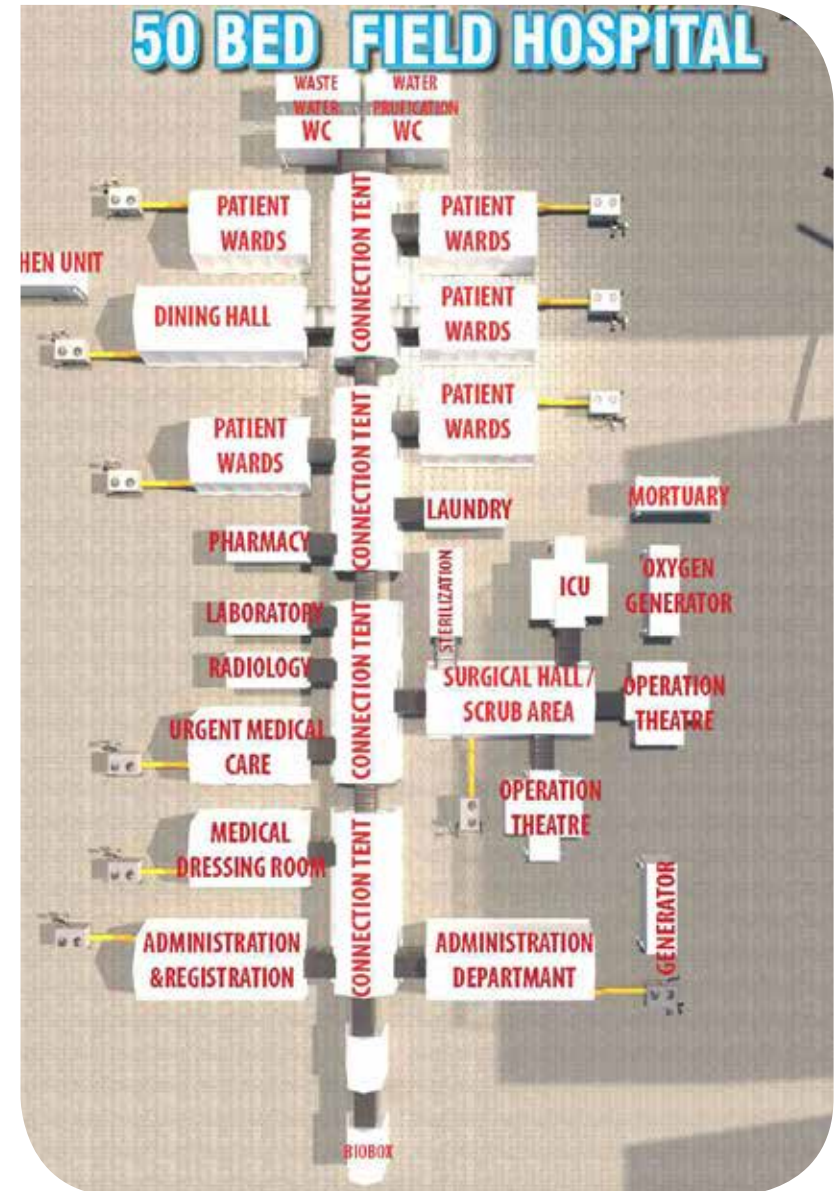 50 BED FIELD HOSPITAL
WASTE
WATER
WC
WATER
PRUFICATION
WC
CONNECTION TENT
PATIENT
WARDS
PATIENT
WARDS
HEN UNIT
DINING HALL
PATIENT
WARDS
CONNECTION TENT
PATIENT
WARDS
PATIENT
WARDS
PHARMACY
LAUNDRY
MORTUARY
STERILIZATION
ICU
OXYGEN
GENERATOR
LABORATORY
RADIOLOGY
CONNECTION TENT
SURGICAL HALL /
SCRUB AREA
OPERATION
THEATRE
URGENT MEDICAL
CARE
OPERATION
THEATRE
MEDICAL
DRESSING ROOM
CONNECTION TENT
GENERATOR
ADMINISTRATION
&REGISTRATION
ADMINISTRATION
DEPARTMANT
BIOBOX